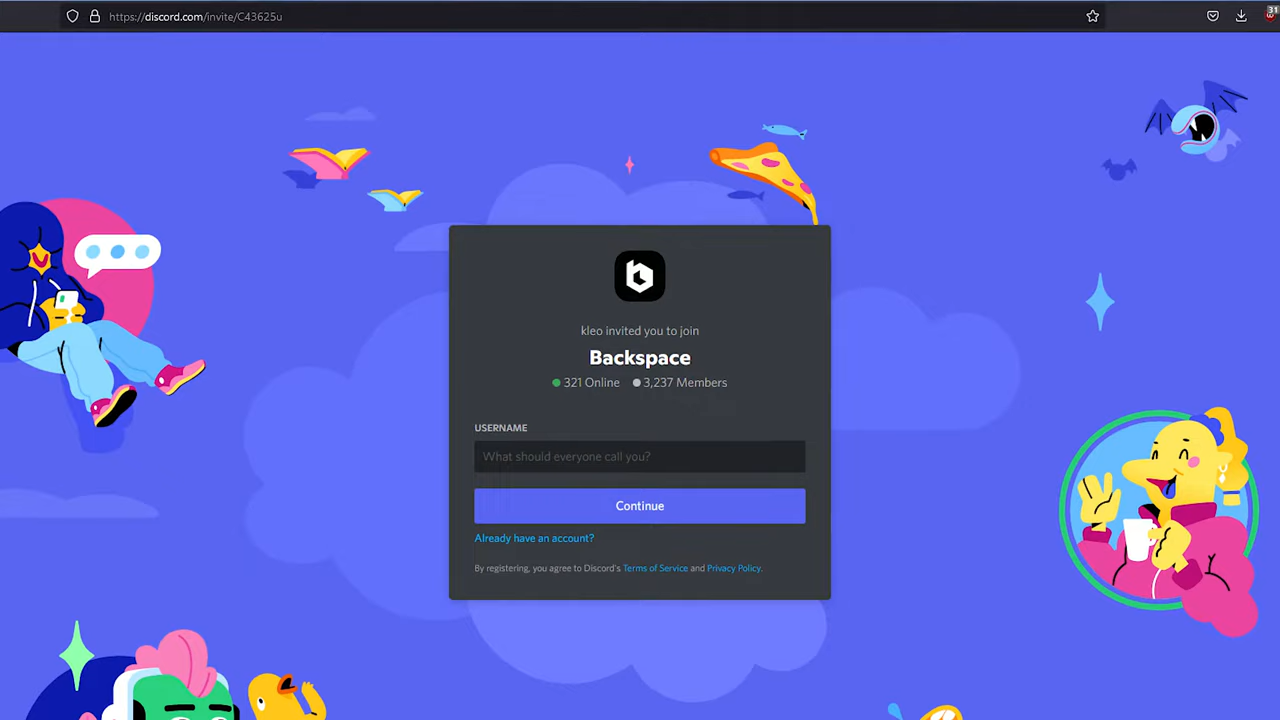 https://discord.com/invite/C43625u
31
kleo invited you to join
Backspace
321 Online 3,237 Members
USERNAME
What should everyone call you?
Continue
Already have an account?
By registering, you agree to Discord's Terms of Service and Privacy Policy.